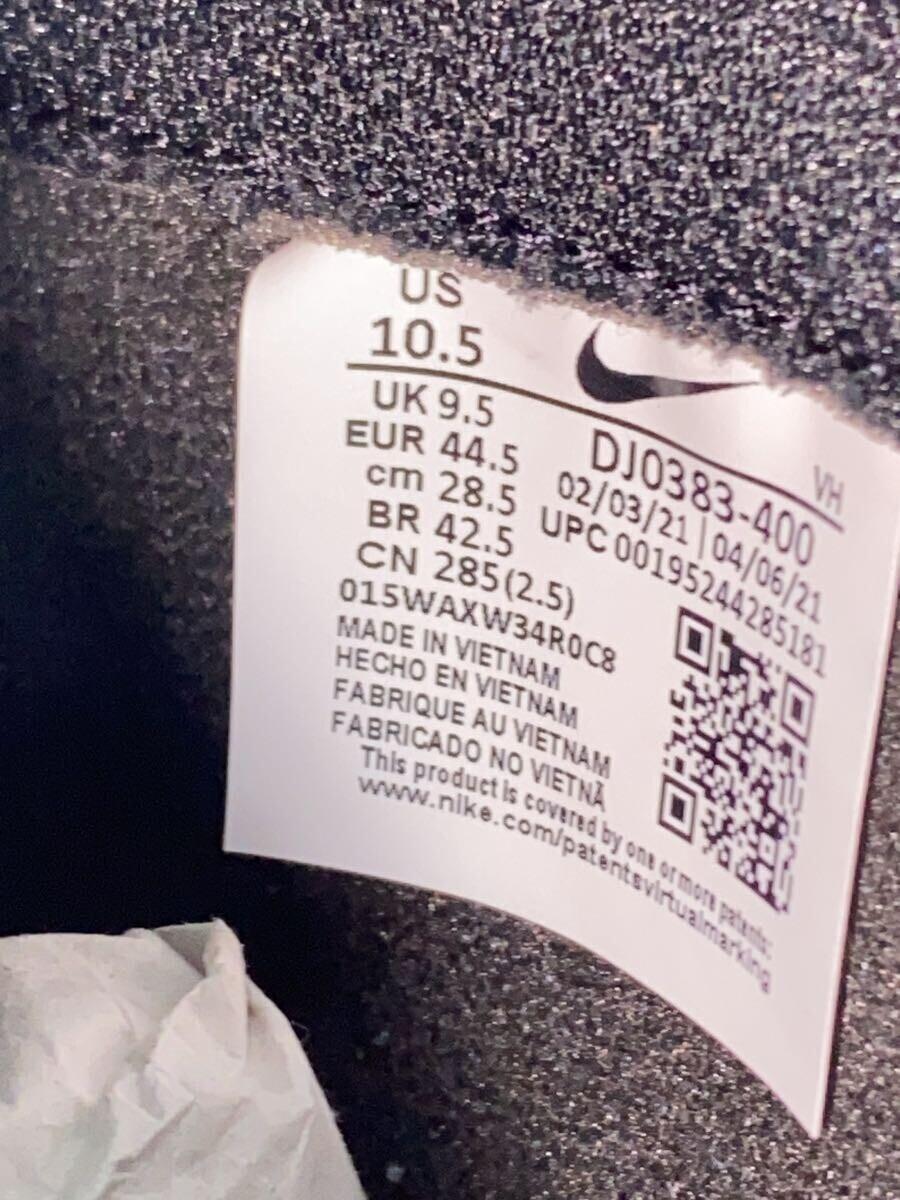 US
10.5
UK 9.5
EUR 44.5
cm 28.5
BR 42.5
CN 285(2.5)
015WAXW34R0C8
MADE IN VIETNAM
HECHO EN VIETNAM
FABRIQUE AU VIETNAM
FABRICADO NO VIETNÃ
This product is covered by one or more patents:
www.nike.com/patentsvirtualmarking
VH
DJ0383-400
02/03/21 | 04/06/21
UPC 00195244285181